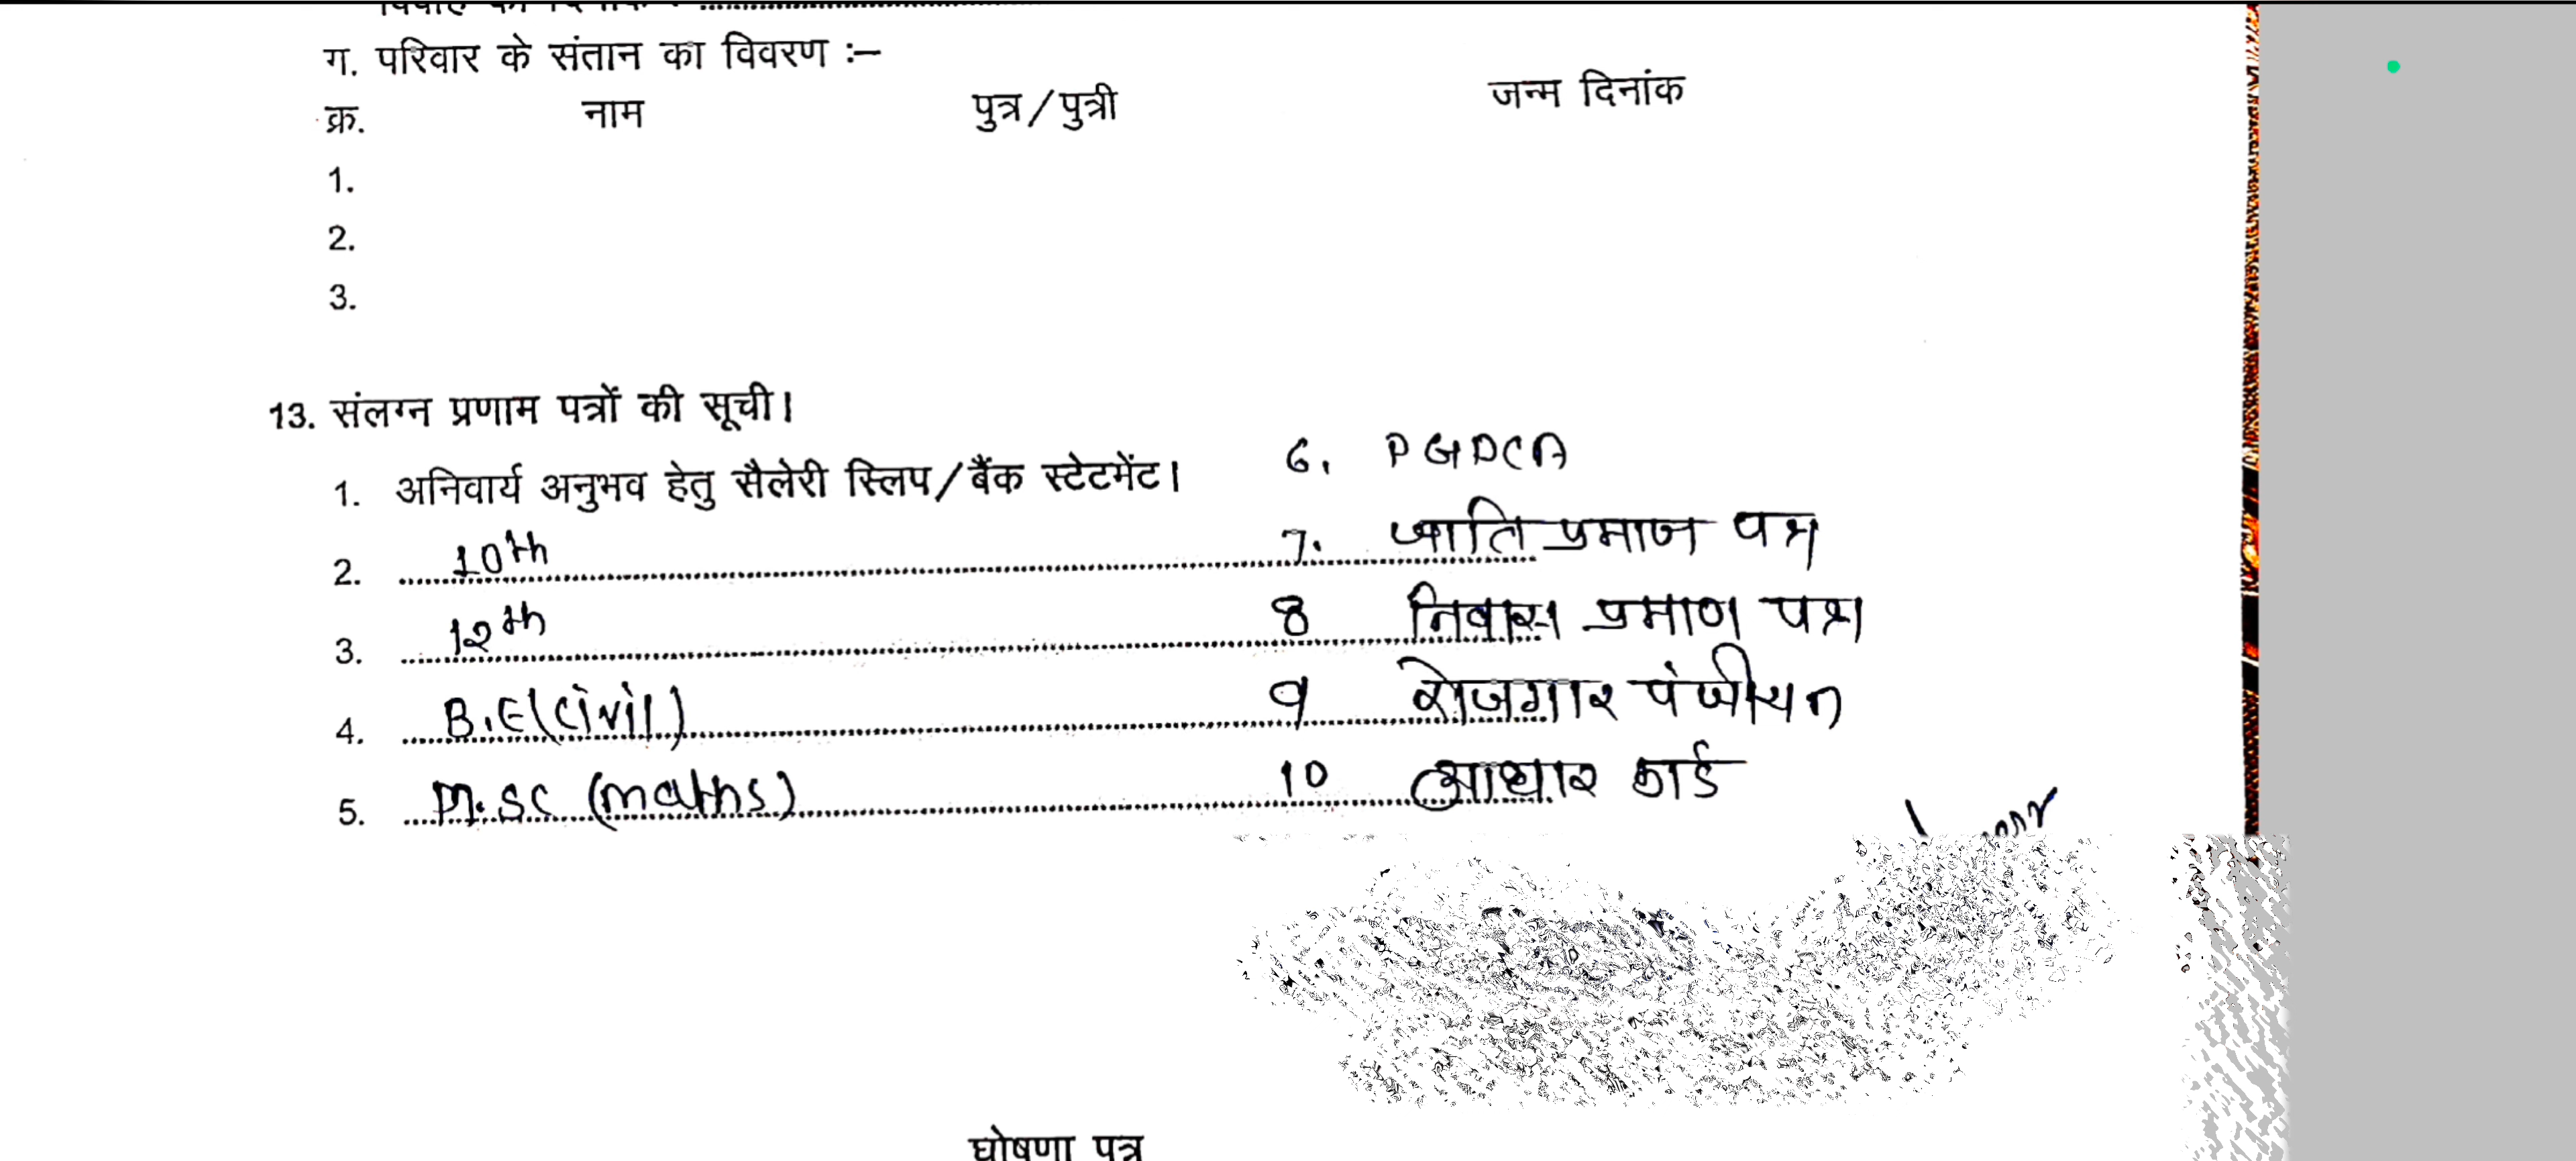 ग. परिवार के संतान का विवरण :–
क्र. नाम पुत्र/पुत्री जन्म दिनांक
1.
2.
3.
13. संलग्न प्रणाम पत्रों की सूची।
1. अनिवार्य अनुभव हेतु सैलेरी स्लिप/बैंक स्टेटमेंट।
2. 10th
3. 12th
4. B.E(civil)
5. M.SC (maths)
6. PGDCA
7. जाति प्रमाण पत्र
8 निवास प्रमाण पत्र
9 रोजगार पंजीयन
10 आधार कार्ड
घोषणा पत्र